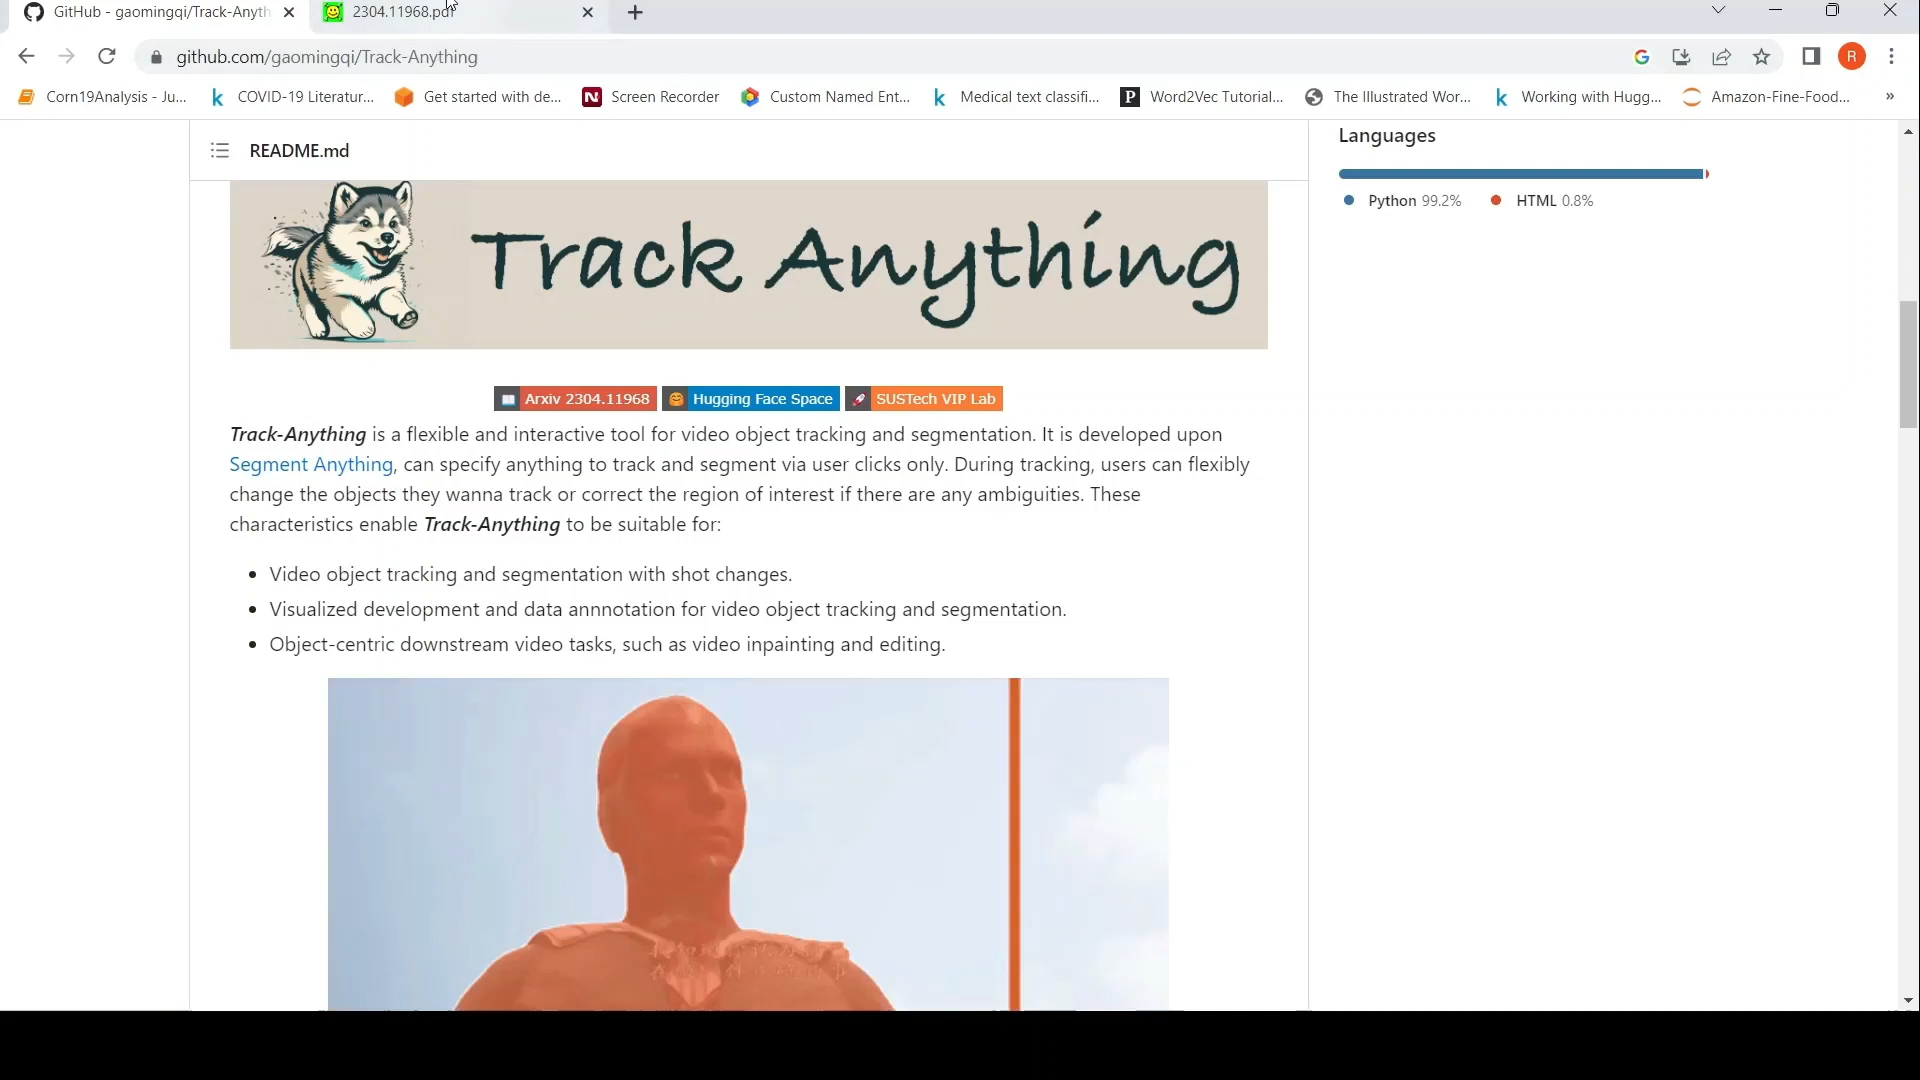 GitHub - gaomingqi/Track-Anyth
2304.11968.pdf
github.com/gaomingqi/Track-Anything
R
Corn19Analysis - Ju...
COVID-19 Literatur...
Get started with de...
Screen Recorder
Custom Named Ent...
Medical text classifi...
Word2Vec Tutorial...
The Illustrated Wor...
Working with Hugg...
Amazon-Fine-Food...
»
README.md
Languages
Python 99.2%
HTML 0.8%
Track Anything
Arxiv 2304.11968
Hugging Face Space
SUSTech VIP Lab
Track-Anything is a flexible and interactive tool for video object tracking and segmentation. It is developed upon
Segment Anything, can specify anything to track and segment via user clicks only. During tracking, users can flexibly
change the objects they wanna track or correct the region of interest if there are any ambiguities. These
characteristics enable Track-Anything to be suitable for:
• Video object tracking and segmentation with shot changes.
• Visualized development and data annnotation for video object tracking and segmentation.
• Object-centric downstream video tasks, such as video inpainting and editing.